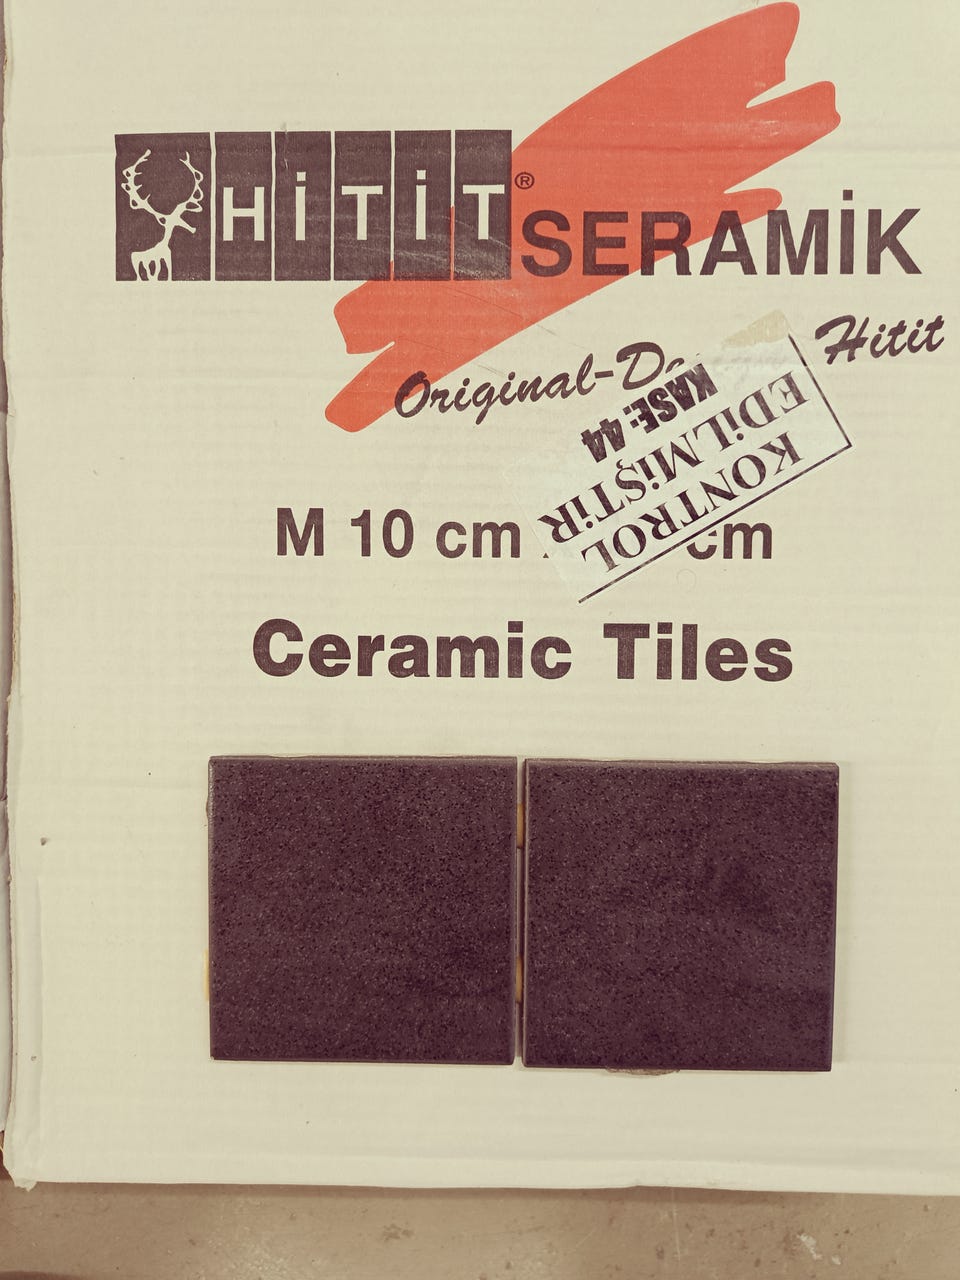 HİTİT® SERAMİK
Original- Hitit
M 10 cm cm
Ceramic Tiles
KONTROL
EDİLMİŞTİR
KASE: 44